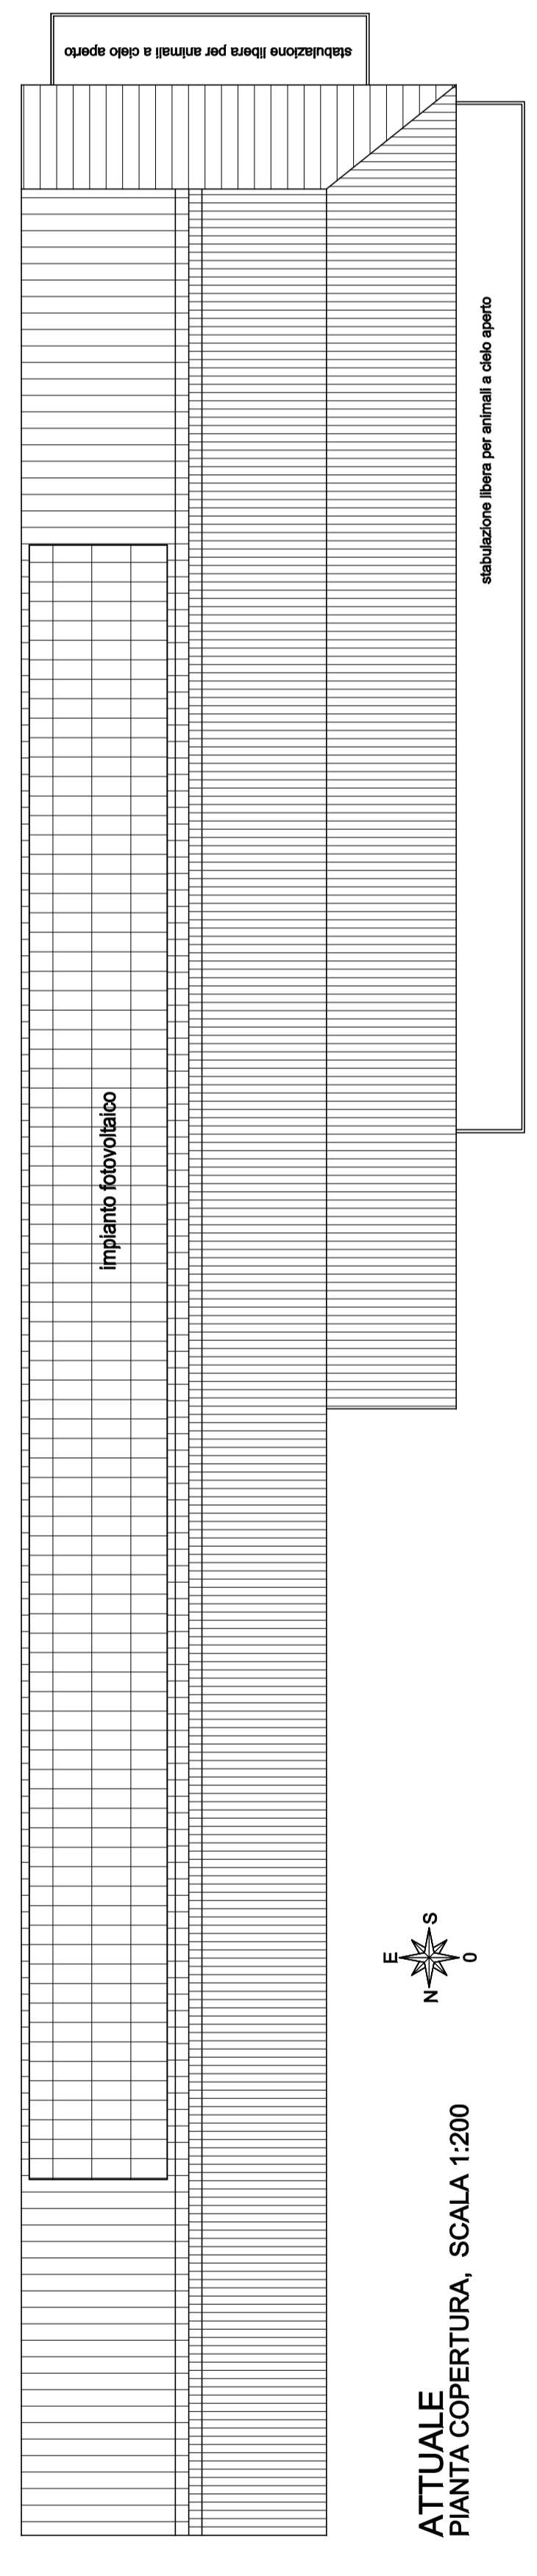 stabulazione libera per animali a cielo aperto
stabulazione libera per animali a cielo aperto
impianto fotovoltaico
E
S
N
O
ATTUALE
PIANTA COPERTURA, SCALA 1:200